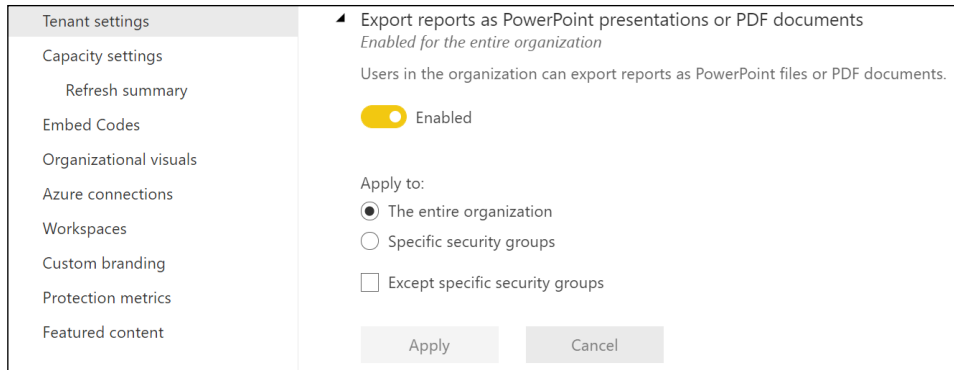 Tenant settings
Capacity settings
Refresh summary
Embed Codes
Organizational visuals
Azure connections
Workspaces
Custom branding
Protection metrics
Featured content
Export reports as PowerPoint presentations or PDF documents
Enabled for the entire organization
Users in the organization can export reports as PowerPoint files or PDF documents.
Enabled
Apply to:
The entire organization
Specific security groups
Except specific security groups
Apply
Cancel